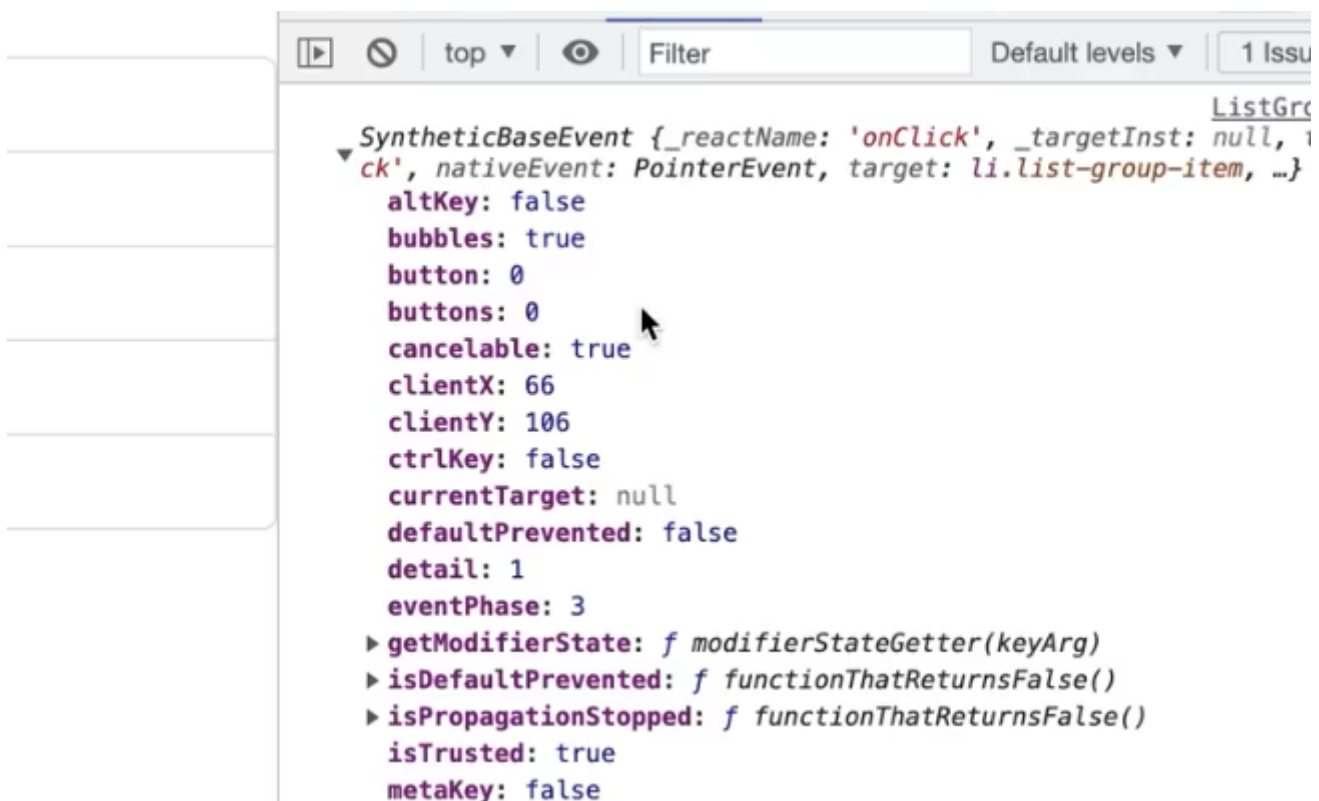 top ▼ Filter Default levels ▼ 1
ListGro
SyntheticBaseEvent {_reactName: 'onClick', _targetInst: null,
ck', nativeEvent: PointerEvent, target: li.list-group-item, …}
altKey: false
bubbles: true
button: 0
buttons: 0
cancelable: true
clientX: 66
clientY: 106
ctrlKey: false
currentTarget: null
defaultPrevented: false
detail: 1
eventPhase: 3
getModifierState: ƒ modifierStateGetter(keyArg)
isDefaultPrevented: ƒ functionThatReturnsFalse()
isPropagationStopped: ƒ functionThatReturnsFalse()
isTrusted: true
metaKey: false